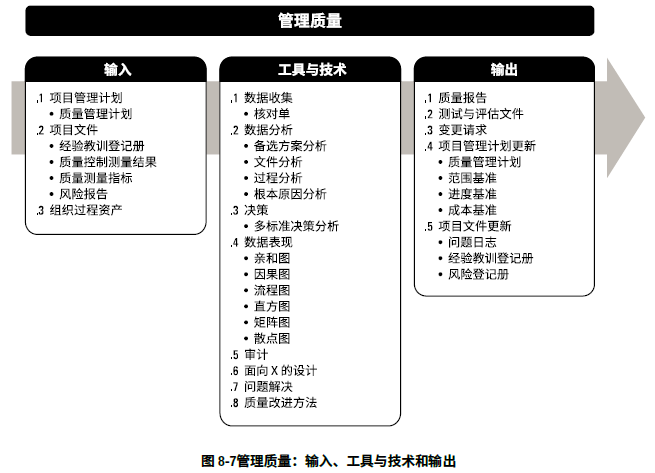 管理质量
输入
.1 项目管理计划
• 质量管理计划
.2 项目文件
• 经验教训登记册
• 质量控制测量结果
• 质量测量指标
• 风险报告
.3 组织过程资产
工具与技术
.1 数据收集
• 核对单
.2 数据分析
• 备选方案分析
• 文件分析
• 过程分析
• 根本原因分析
.3 决策
• 多标准决策分析
.4 数据表现
• 亲和图
• 因果图
• 流程图
• 直方图
• 矩阵图
• 散点图
.5 审计
.6 面向 X 的设计
.7 问题解决
.8 质量改进方法
输出
.1 质量报告
.2 测试与评估文件
.3 变更请求
.4 项目管理计划更新
• 质量管理计划
• 范围基准
• 进度基准
• 成本基准
.5 项目文件更新
• 问题日志
• 经验教训登记册
• 风险登记册
图 8-7管理质量：输入、工具与技术和输出